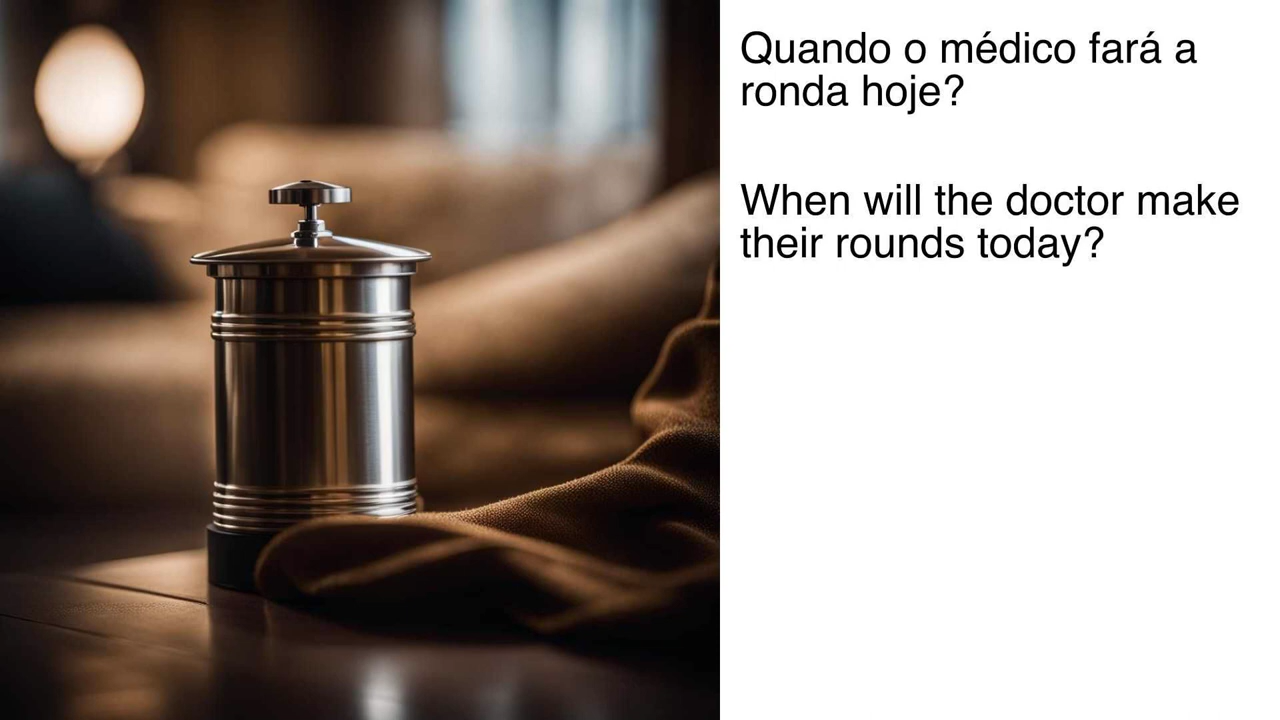 Quando o médico fará a
ronda hoje?
When will the doctor make
their rounds today?